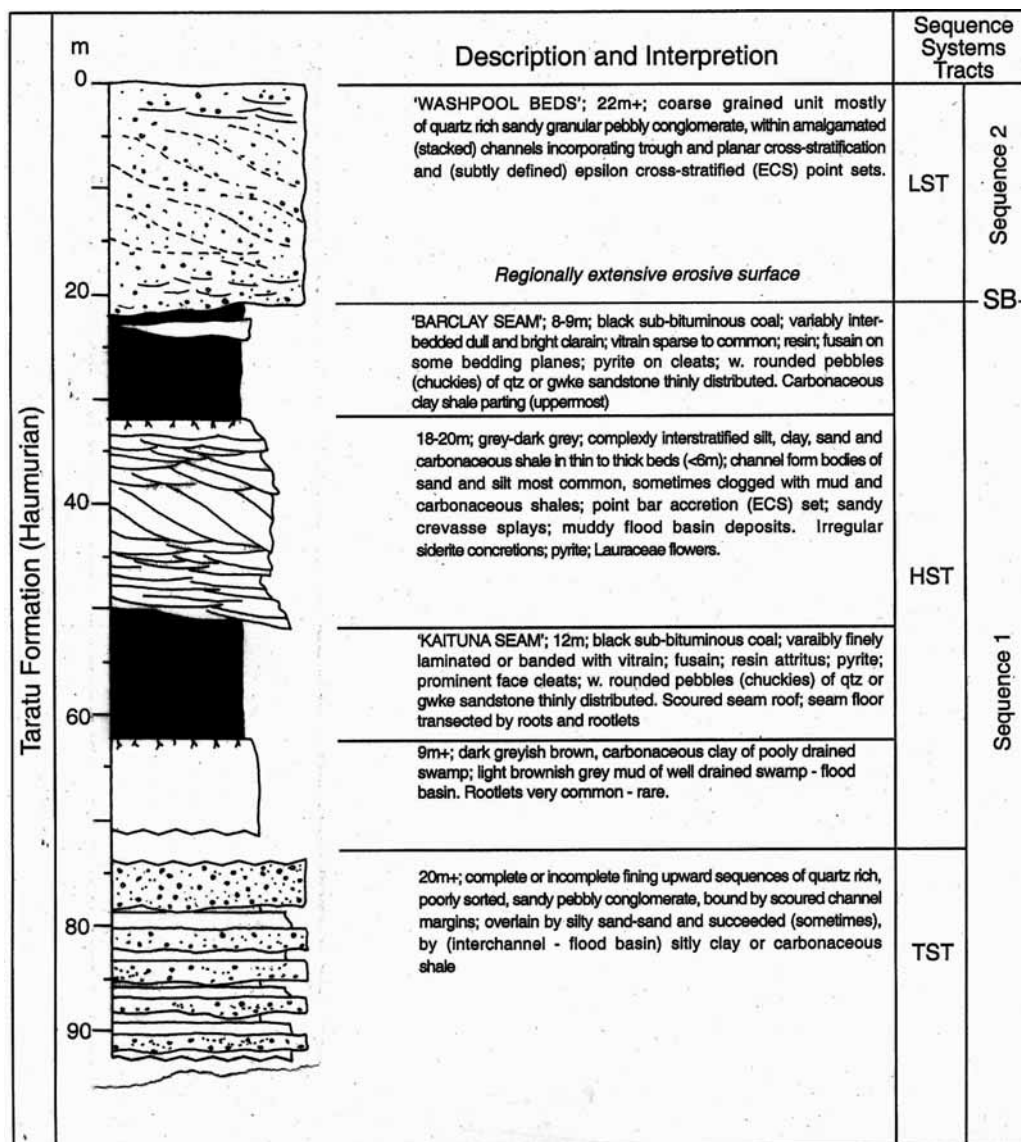 m
Description and Interpretation
Sequence
Systems
Tracts
0
20
40
60
80
90
Taratu Formation (Haumurian)
'WASHPOOL BEDS'; 22m+; coarse grained unit mostly
of quartz rich sandy granular pebbly conglomerate, within amalgamated
(stacked) channels incorporating trough and planar cross-stratification
and (subtly defined) epsilon cross-stratified (ECS) point sets.
Regionally extensive erosive surface
'BARCLAY SEAM'; 8-9m; black sub-bituminous coal; variably inter-
bedded dull and bright clarain; vitrain sparse to common; resin; fusain on
some bedding planes; pyrite on cleats; w. rounded pebbles
(chuckies) of qtz or gwke sandstone thinly distributed. Carbonaceous
clay shale parting (uppermost)
18-20m; grey-dark grey; complexly interstratified silt, clay, sand and
carbonaceous shale in thin to thick beds (<6m); channel form bodies of
sand and silt most common, sometimes clogged with mud and
carbonaceous shales; point bar accretion (ECS) set; sandy
crevasse splays; muddy flood basin deposits. Irregular
siderite concretions; pyrite; Lauraceae flowers.
'KAITUNA SEAM'; 12m; black sub-bituminous coal; varaibly finely
laminated or banded with vitrain; fusain; resin attritus; pyrite;
prominent face cleats; w. rounded pebbles (chuckies) of qtz or
gwke sandstone thinly distributed. Scoured seam roof; seam floor
transected by roots and rootlets
9m+; dark greyish brown, carbonaceous clay of pooly drained
swamp; light brownish grey mud of well drained swamp - flood
basin. Rootlets very common - rare.
20m+; complete or incomplete fining upward sequences of quartz rich,
poorly sorted, sandy pebbly conglomerate, bound by scoured channel
margins; overlain by silty sand-sand and succeeded (sometimes),
by (interchannel - flood basin) sitly clay or carbonaceous
shale
LST
HST
TST
Sequence 2
SB
Sequence 1